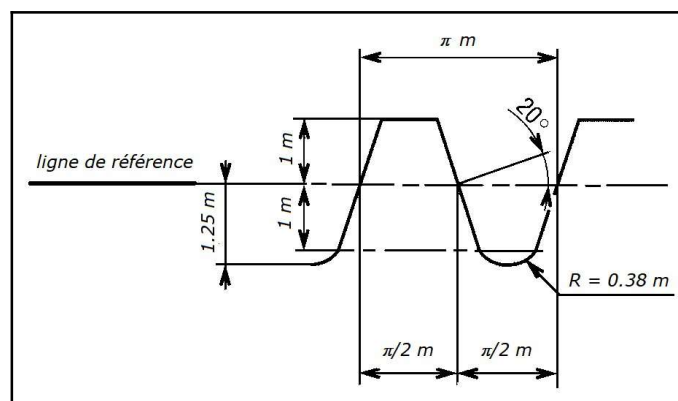 π m
20°
1 m
ligne de référence
1 m
1.25 m
R = 0.38 m
π/2 m
π/2 m